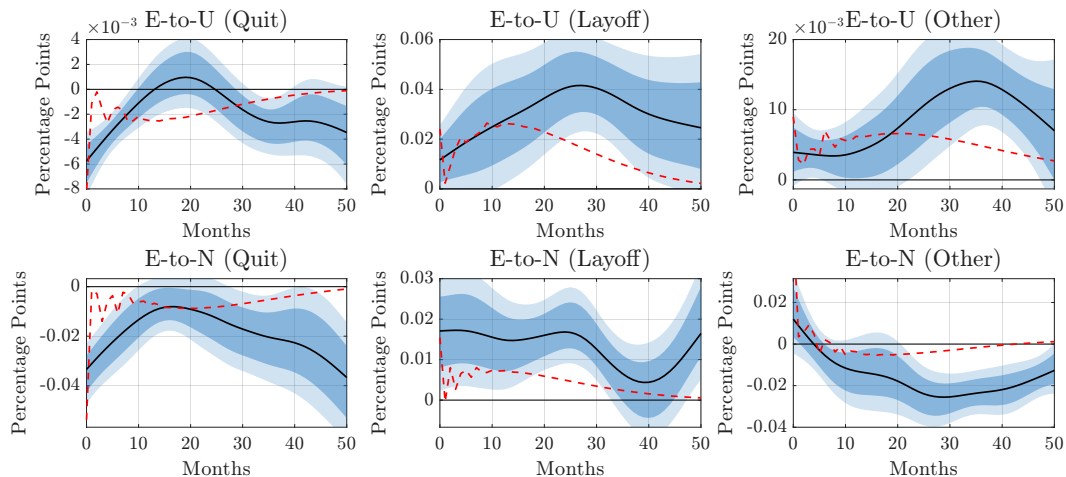 E-to-U (Quit)
×10⁻³
Percentage Points
4
2
0
-2
-4
-6
-8
0 10 20 30 40 50
Months
E-to-U (Layoff)
Percentage Points
0.06
0.04
0.02
0
0 10 20 30 40 50
Months
E-to-U (Other)
×10⁻³
Percentage Points
20
10
0
0 10 20 30 40 50
Months
E-to-N (Quit)
Percentage Points
0
-0.02
-0.04
0 10 20 30 40 50
Months
E-to-N (Layoff)
Percentage Points
0.03
0.02
0.01
0
0 10 20 30 40 50
Months
E-to-N (Other)
Percentage Points
0.02
0
-0.02
-0.04
0 10 20 30 40 50
Months